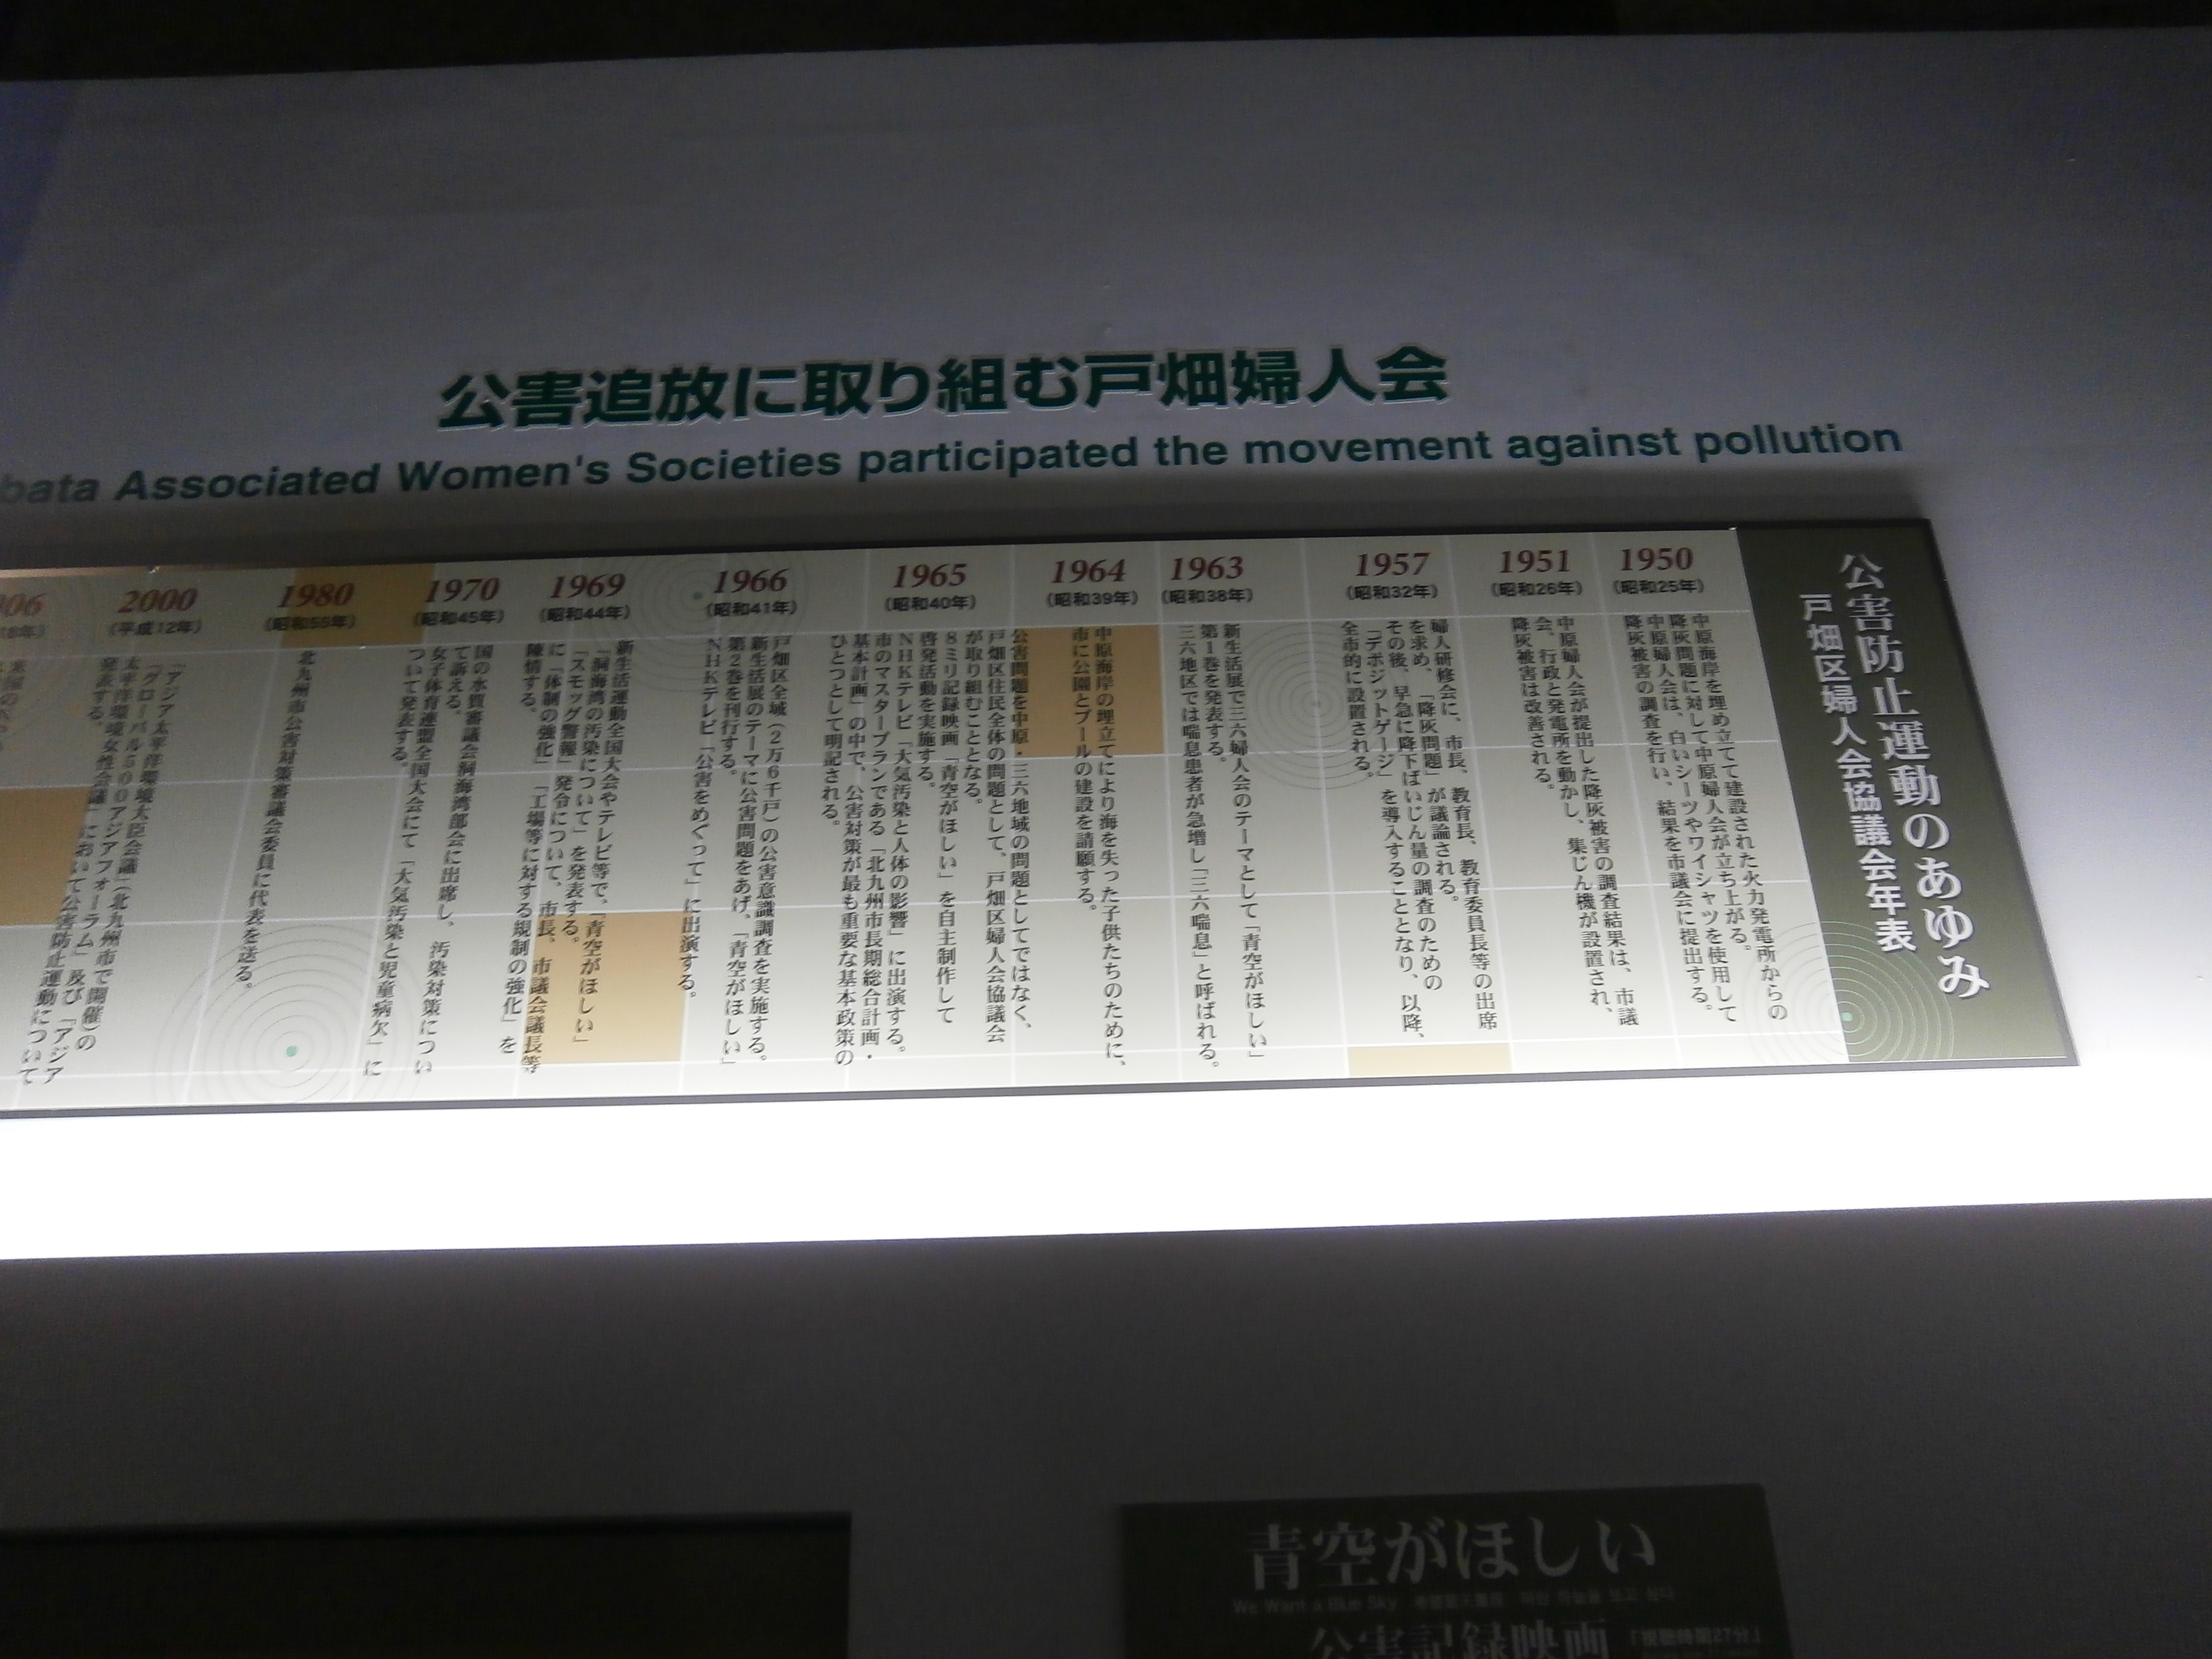 公害追放に取り組む戸畑婦人会
bata Associated Women's Societies participated the movement against pollution
公害防止運動のあゆみ
戸畑区婦人会協議会年表
1950
(昭和25年)
中原海岸を埋め立てて建設された火力発電所からの
降灰問題に対して中原婦人会が立ち上がる。
中原婦人会は、白いシーツやワイシャツを使用して
降灰被害の調査を行い、結果を市議会に提出する。
1951
(昭和26年)
中原婦人会が提出した降灰被害の調査結果は、市議
会、行政と発電所を動かし、集じん機が設置され、
降灰被害は改善される。
1957
(昭和32年)
婦人研修会に、市長、教育長、教育委員長等の出席
を求め、「降灰問題」が議論される。
その後、早急に降下ばいじん量の調査のための
「デポジットゲージ」を導入することとなり、以降、
全市的に設置される。
1963
(昭和38年)
新生活展で三六婦人会のテーマとして「青空がほしい」
第1巻を発表する。
三六地区では喘息患者が急増し「三六喘息」と呼ばれる。
1964
(昭和39年)
中原海岸の埋立てにより海を失った子供たちのために、
市に公園とプールの建設を請願する。
1965
(昭和40年)
公害問題を中原・三六地域の問題としてではなく、
戸畑区住民全体の問題として、戸畑区婦人会協議会
が取り組むこととなる。
8ミリ記録映画「青空がほしい」を自主制作して
啓発活動を実施する。
NHKテレビ「大気汚染と人体の影響」に出演する。
市のマスタープランである「北九州市長期総合計画・
基本計画」の中で、公害対策が最も重要な基本政策の
ひとつとして明記される。
1966
(昭和41年)
戸畑区全域(2万6千戸)の公害意識調査を実施する。
新生活展のテーマに公害問題をあげ、「青空がほしい」
第2巻を刊行する。
NHKテレビ「公害をめぐって」に出演する。
1969
(昭和44年)
新生活運動全国大会やテレビ等で、「青空がほしい」
「洞海湾の汚染について」を発表する。
「スモッグ警報」発令について、市長、市議会議長等
に「体制の強化」「工場等に対する規制の強化」を
陳情する。
1970
(昭和45年)
国の水質審議会洞海湾部会に出席し、汚染対策につい
て訴える。
女子体育連盟全国大会にて「大気汚染と児童病欠」に
ついて発表する。
1980
(昭和55年)
北九州市公害対策審議会委員に代表を送る。
2000
(平成12年)
「アジア太平洋環境大臣会議」(北九州市で開催)の
「グローバル500アジアフォーラム」及び「アジア
太平洋環境女性会議」において公害防止運動について
発表する。
青空がほしい
We Want a Blue Sky
公害記録映画 「視聴時間27分」